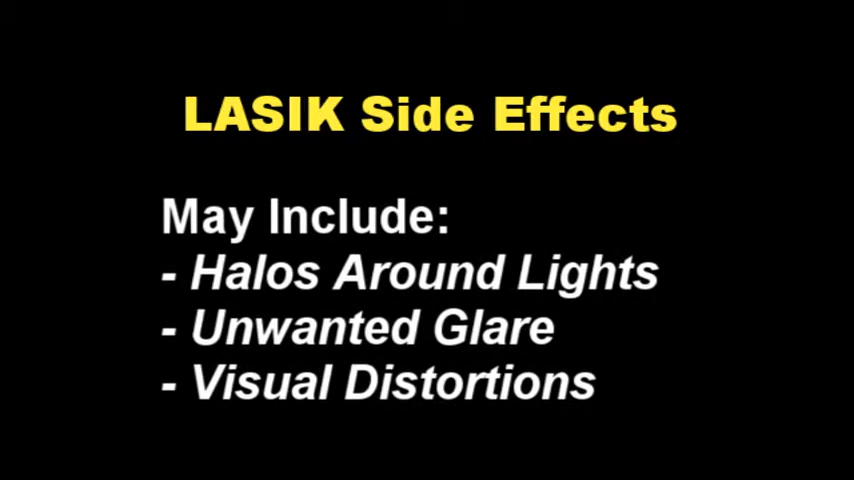 LASIK Side Effects
May Include:
- Halos Around Lights
- Unwanted Glare
- Visual Distortions